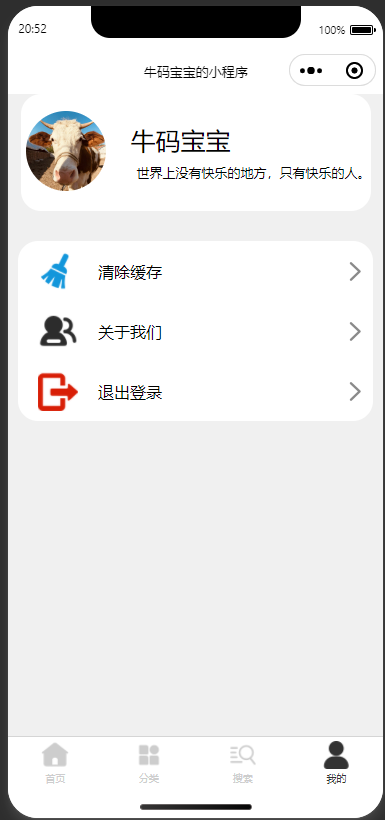 20:52
100%
牛码宝宝的小程序
牛码宝宝
世界上没有快乐的地方，只有快乐的人。
清除缓存
关于我们
退出登录
首页
分类
搜索
我的